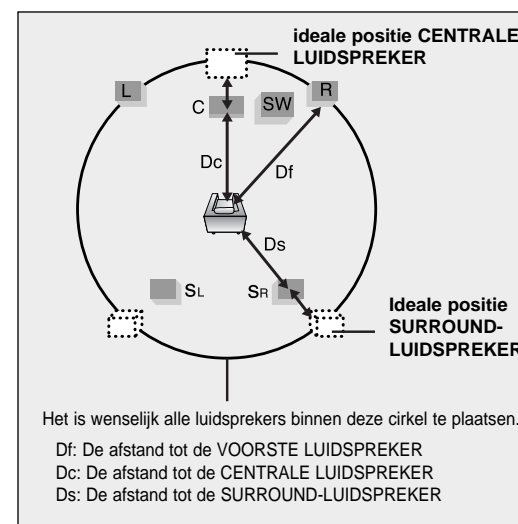 ideale positie CENTRALE
LUIDSPREKER
L
R
C
SW
Dc
Df
Ds
SL
SR
Ideale positie
SURROUND-
LUIDSPREKER
Het is wenselijk alle luidsprekers binnen deze cirkel te plaatsen.
Df: De afstand tot de VOORSTE LUIDSPREKER
Dc: De afstand tot de CENTRALE LUIDSPREKER
Ds: De afstand tot de SURROUND-LUIDSPREKER